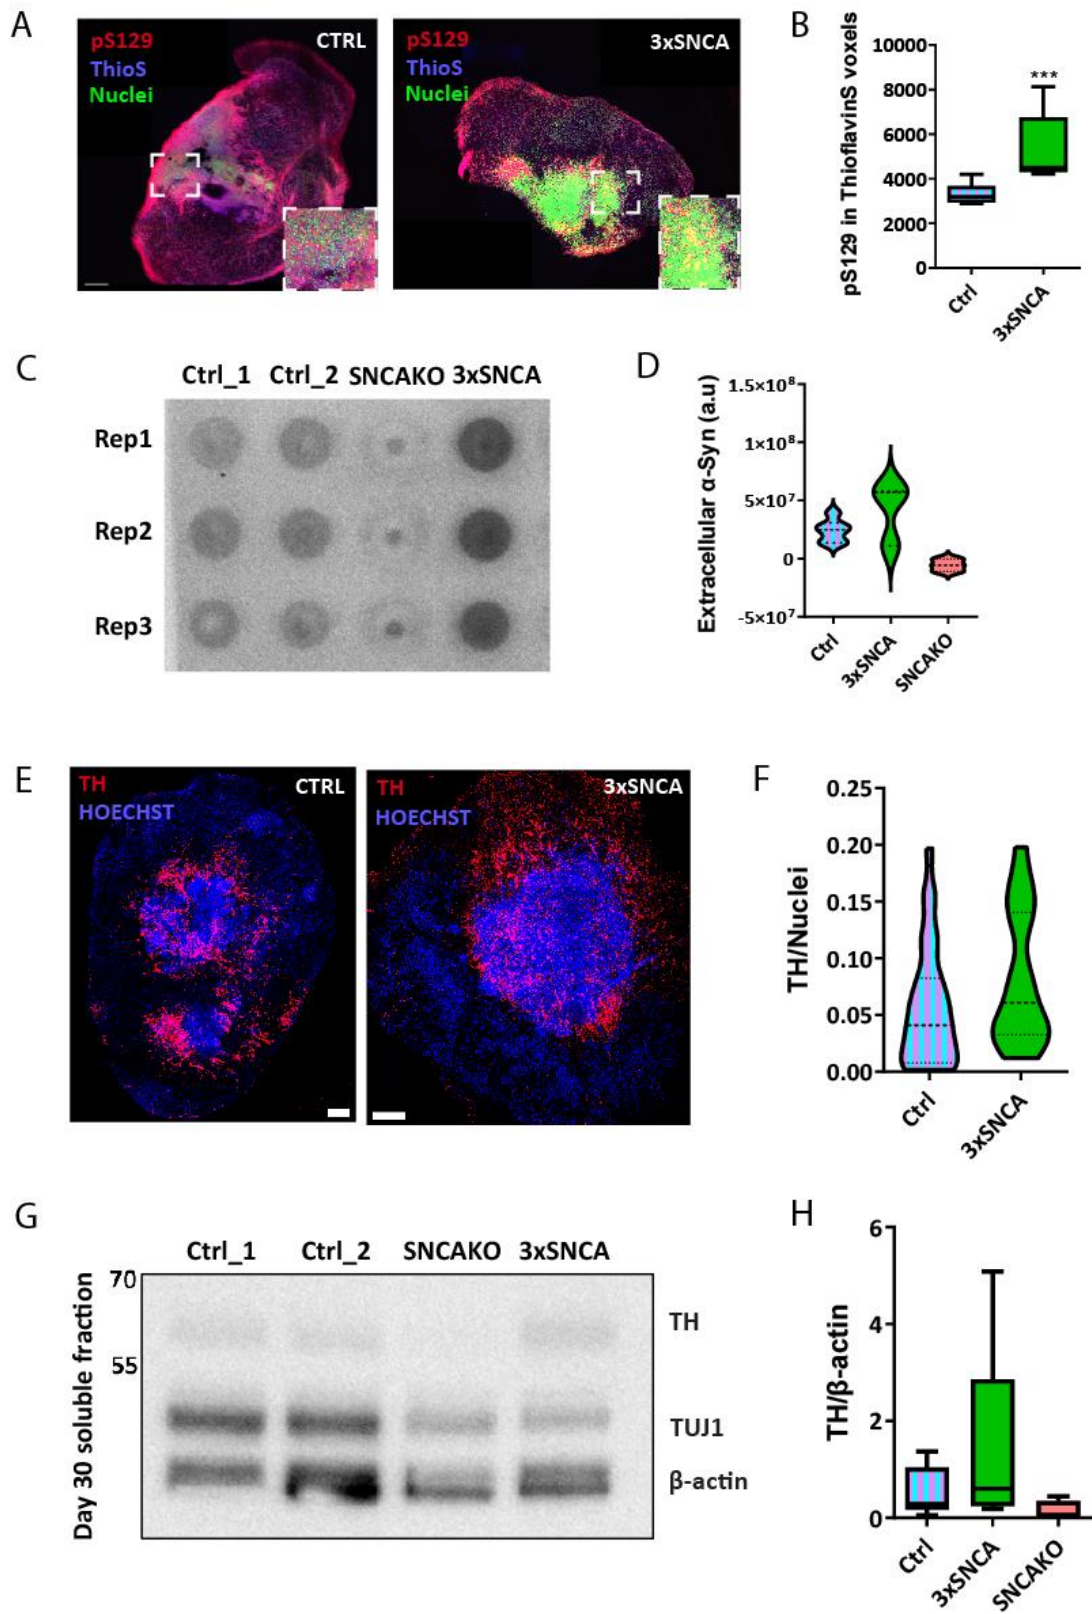 A
pS129
ThioS
Nuclei
CTRL
pS129
ThioS
Nuclei
3xSNCA
B
pS129 in ThioflavinS voxels
10000
8000
6000
4000
2000
0
***
Ctrl
3xSNCA
C
Ctrl_1 Ctrl_2 SNCAKO 3xSNCA
Rep1
Rep2
Rep3
D
Extracellular α-Syn (a.u)
1.5×10⁸
1×10⁸
5×10⁷
0
-5×10⁷
Ctrl
3xSNCA
SNCAKO
E
TH
HOECHST
CTRL
TH
HOECHST
3xSNCA
F
TH/Nuclei
0.25
0.20
0.15
0.10
0.05
0.00
Ctrl
3xSNCA
G
Ctrl_1 Ctrl_2 SNCAKO 3xSNCA
Day 30 soluble fraction
70
55
TH
TUJ1
β-actin
H
TH/β-actin
6
4
2
0
Ctrl
3xSNCA
SNCAKO